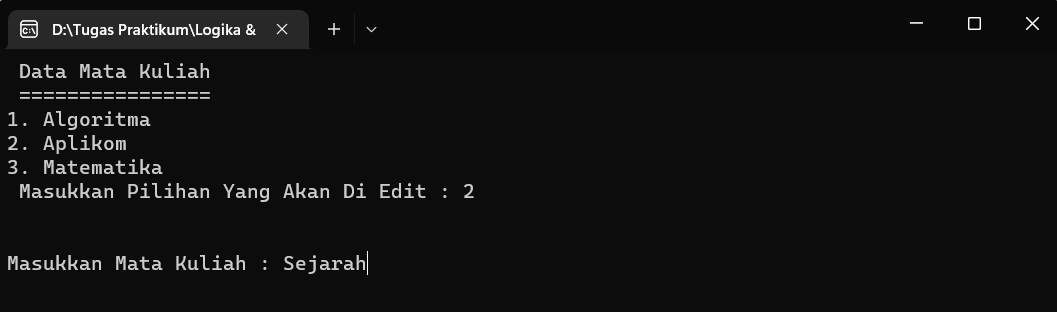 D:\Tugas Praktikum\Logika &
Data Mata Kuliah
================
1. Algoritma
2. Aplikom
3. Matematika
Masukkan Pilihan Yang Akan Di Edit : 2
Masukkan Mata Kuliah : Sejarah